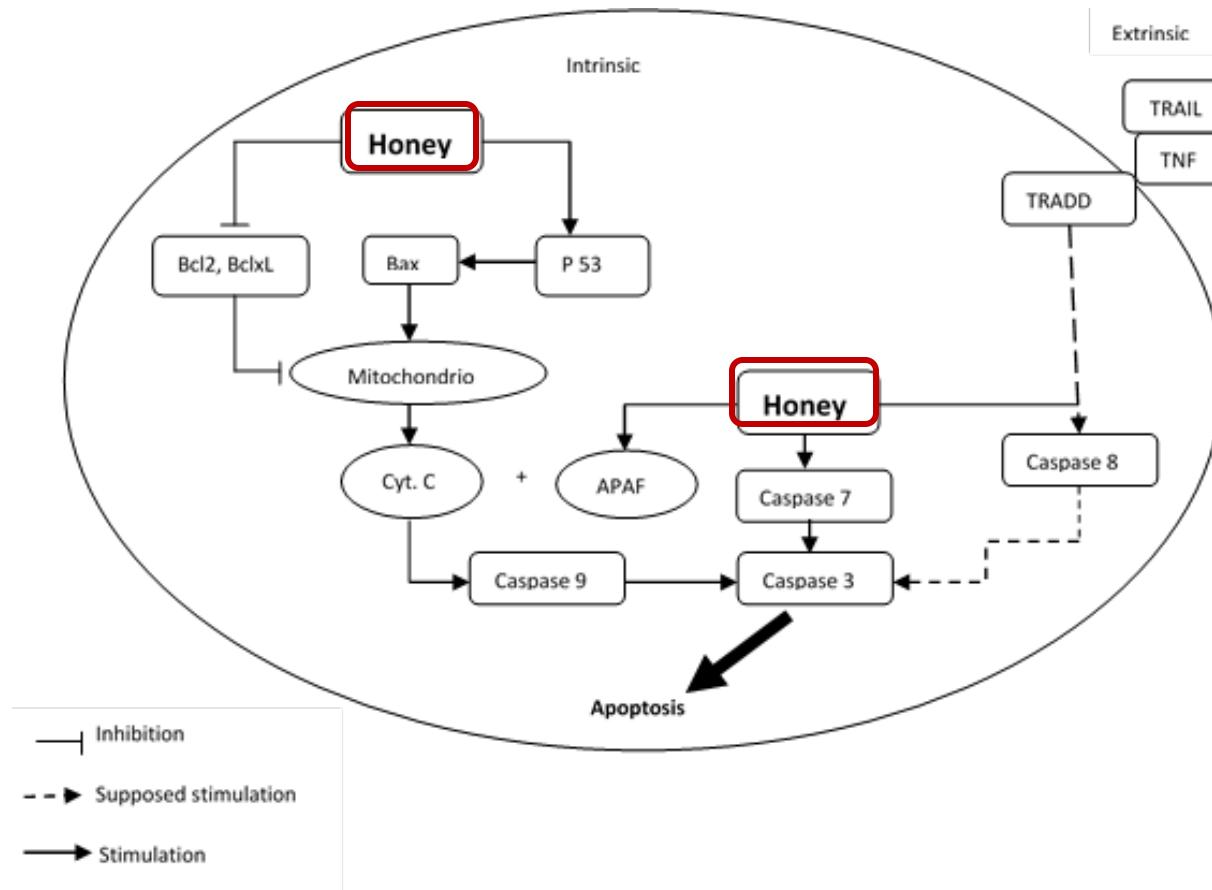 Extrinsic
Intrinsic
TRAIL
Honey
TNF
TRADD
Bcl2, BclxL
Bax
P 53
Mitochondrio
Honey
Caspase 8
Cyt. C
+
APAF
Caspase 7
Caspase 9
Caspase 3
Apoptosis
Inhibition
Supposed stimulation
Stimulation